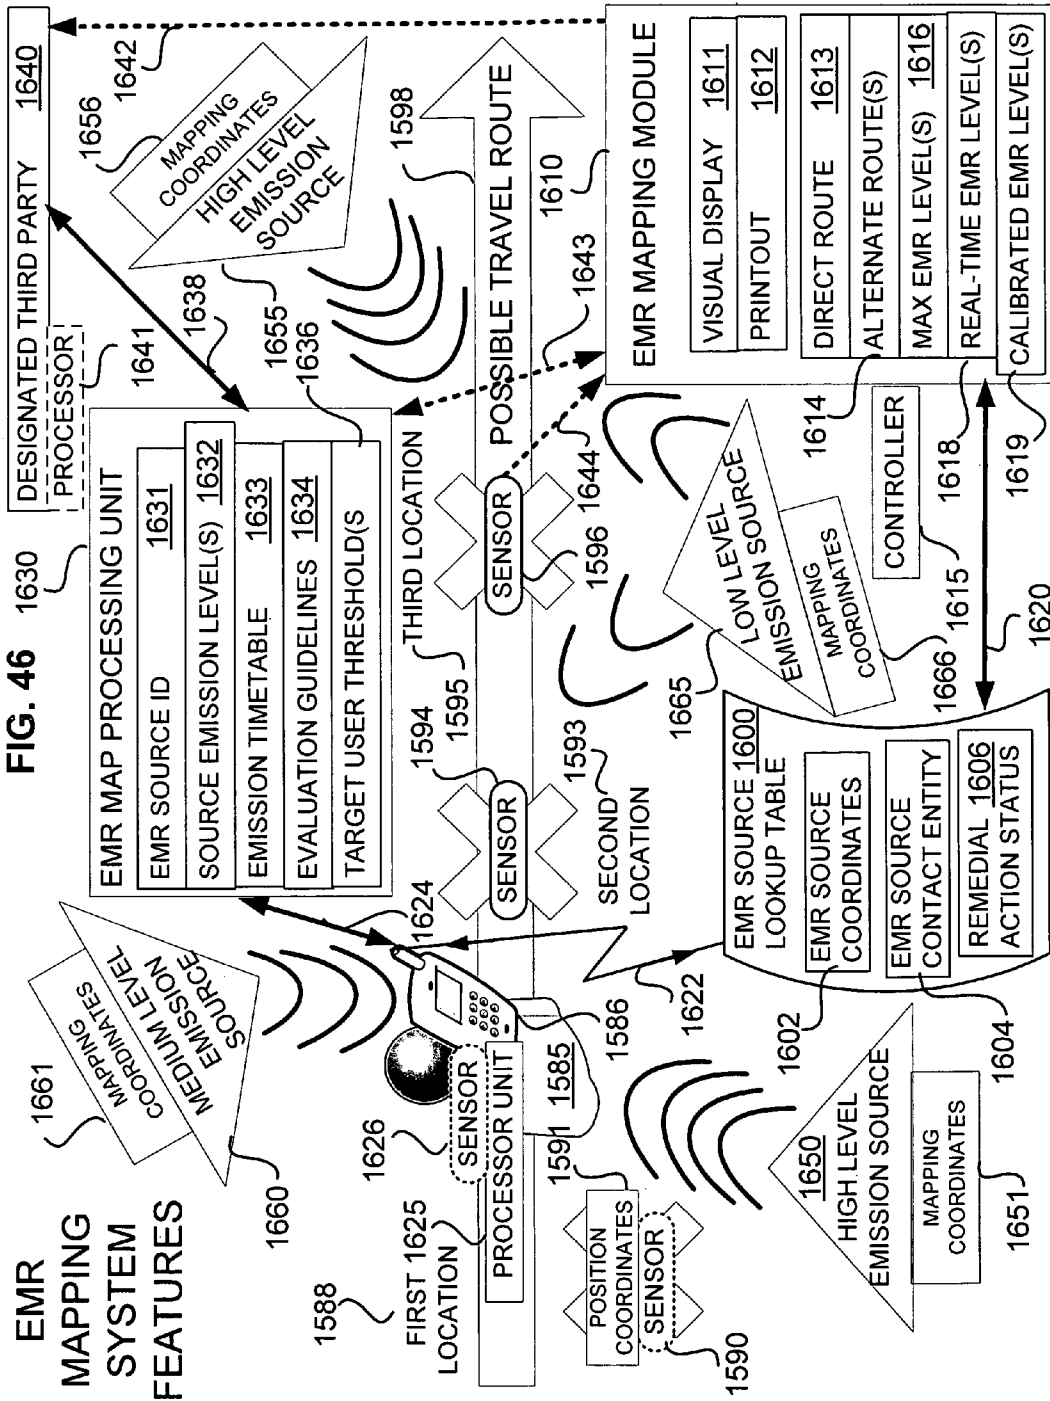 EMR
MAPPING
SYSTEM
FEATURES
FIG. 46
1661
MAPPING
COORDINATES
MEDIUM LEVEL
EMISSION
SOURCE
1660
1630
EMR MAP PROCESSING UNIT
EMR SOURCE ID 1631
SOURCE EMISSION LEVEL(S) 1632
EMISSION TIMETABLE 1633
EVALUATION GUIDELINES 1634
TARGET USER THRESHOLD(S
1636
DESIGNATED THIRD PARTY 1640
PROCESSOR
1641
1638
1642
1656
MAPPING
COORDINATES
HIGH LEVEL
EMISSION
SOURCE
1655
1624
1588
FIRST
LOCATION
1625
1626
SENSOR
PROCESSOR UNIT
1585
1586
1594
SENSOR
1593
SECOND
LOCATION
1595
THIRD LOCATION
SENSOR
1596
1598
POSSIBLE TRAVEL ROUTE
1591
POSITION
COORDINATES
SENSOR
1590
1643
1644
1622
1650
HIGH LEVEL
EMISSION SOURCE
MAPPING
COORDINATES
1651
EMR SOURCE 1600
LOOKUP TABLE
EMR SOURCE
COORDINATES
1602
EMR SOURCE
CONTACT ENTITY
1604
REMEDIAL 1606
ACTION STATUS
1665
LOW LEVEL
EMISSION SOURCE
MAPPING
COORDINATES
1666
CONTROLLER
1615
1620
1610
EMR MAPPING MODULE
VISUAL DISPLAY 1611
PRINTOUT 1612
DIRECT ROUTE 1613
ALTERNATE ROUTE(S)
1614
MAX EMR LEVEL(S) 1616
REAL-TIME EMR LEVEL(S)
1618
CALIBRATED EMR LEVEL(S)
1619